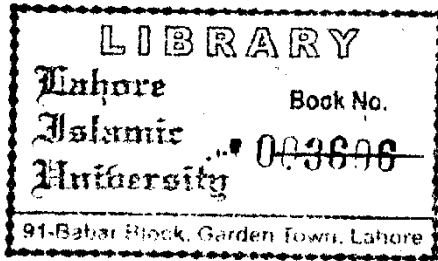 LIBRARY
Lahore
Islamic
University
Book No.
003696
91-Babar Block, Garden Town, Lahore